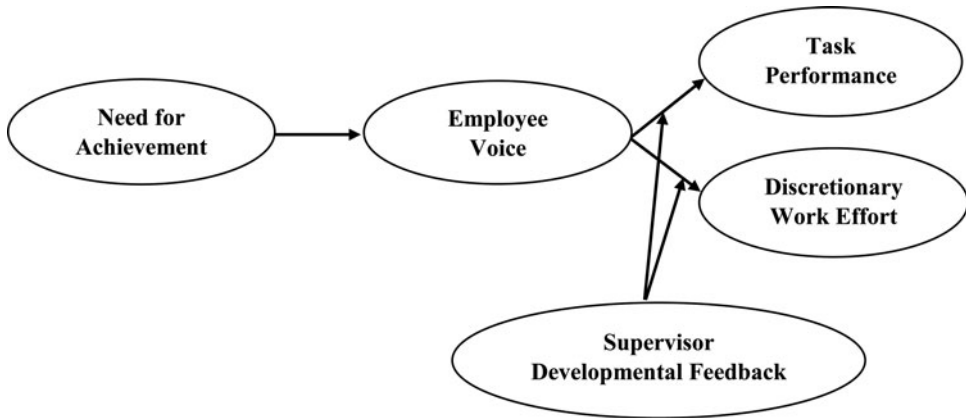 Need for
Achievement
Employee
Voice
Task
Performance
Discretionary
Work Effort
Supervisor
Developmental Feedback